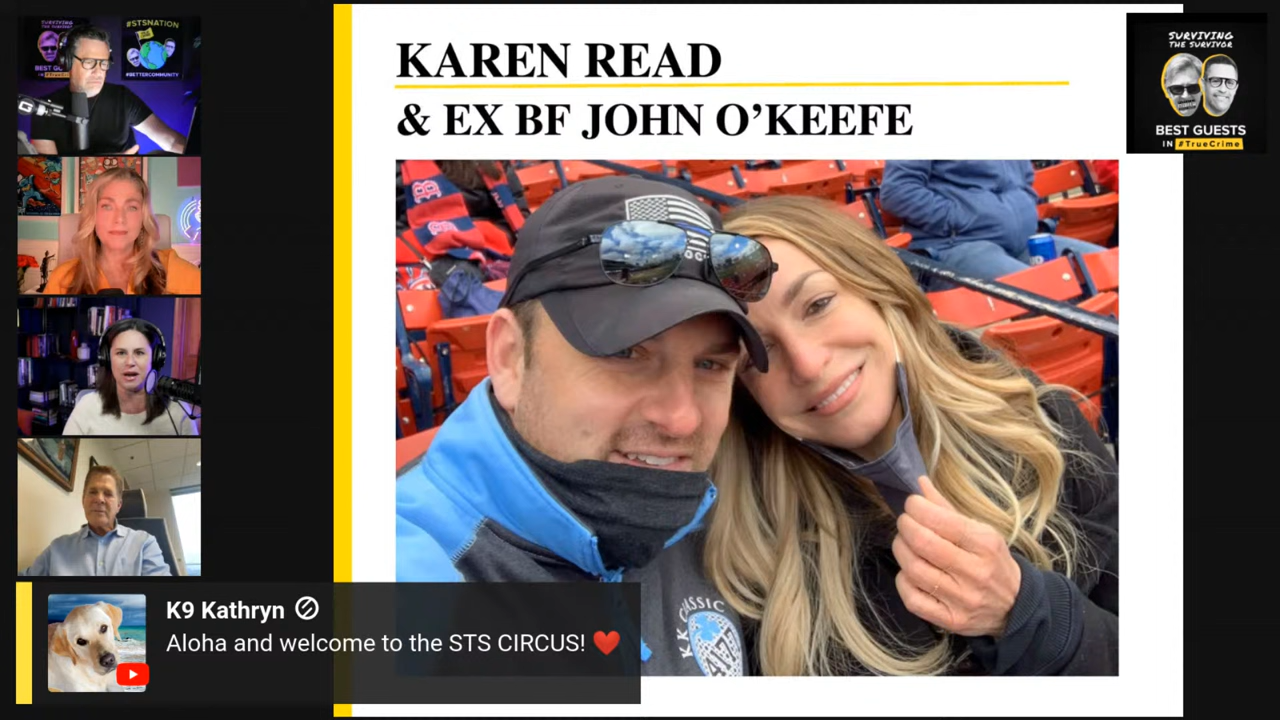 KAREN READ
& EX BF JOHN O’KEEFE
SURVIVING
THE SURVIVOR
BEST GUESTS
IN #TrueCrime
#STSNATION
#BETTERCOMMUNITY
K9 Kathryn
Aloha and welcome to the STS CIRCUS! ❤️